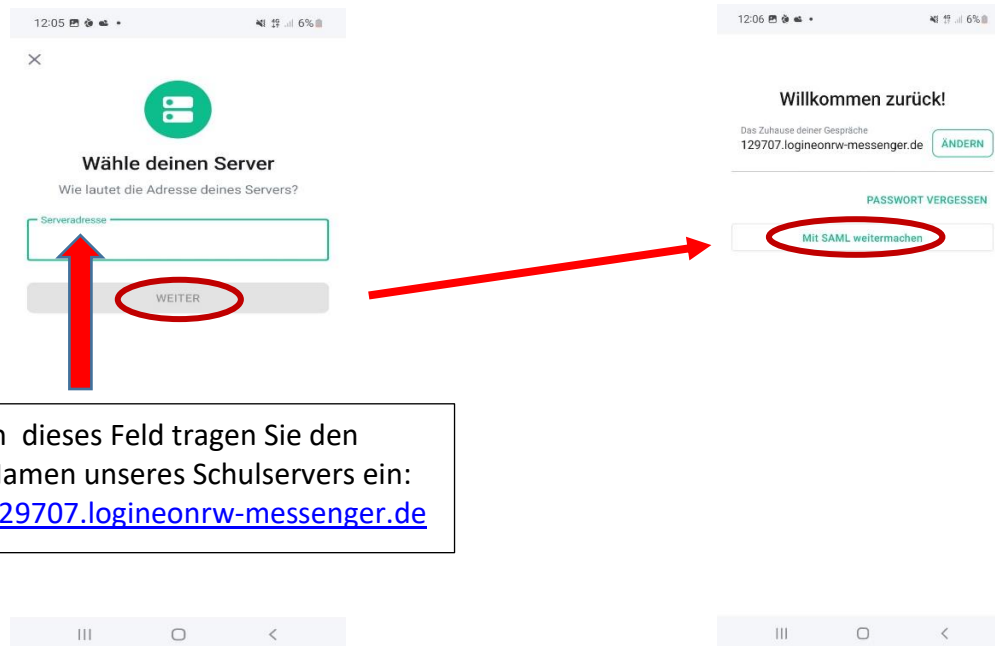 12:05
6%
Wähle deinen Server
Wie lautet die Adresse deines Servers?
Serveradresse
WEITER
dieses Feld tragen Sie den
unseres Schulservers ein:
29707.logineonrw-messenger.de
12:06
6%
Willkommen zurück!
Das Zuhause deiner Gespräche
129707.logineonrw-messenger.de
ÄNDERN
PASSWORT VERGESSEN
Mit SAML weitermachen